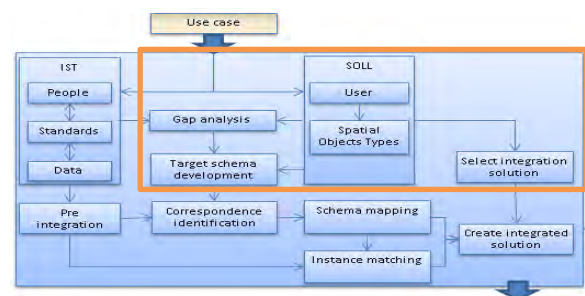 Use case
IST
SOLL
People
User
Gap analysis
Standards
Spatial
Objects Types
Data
Target schema
development
Select integration
solution
Pre
integration
Correspondence
identification
Schema mapping
Create integrated
solution
Instance matching